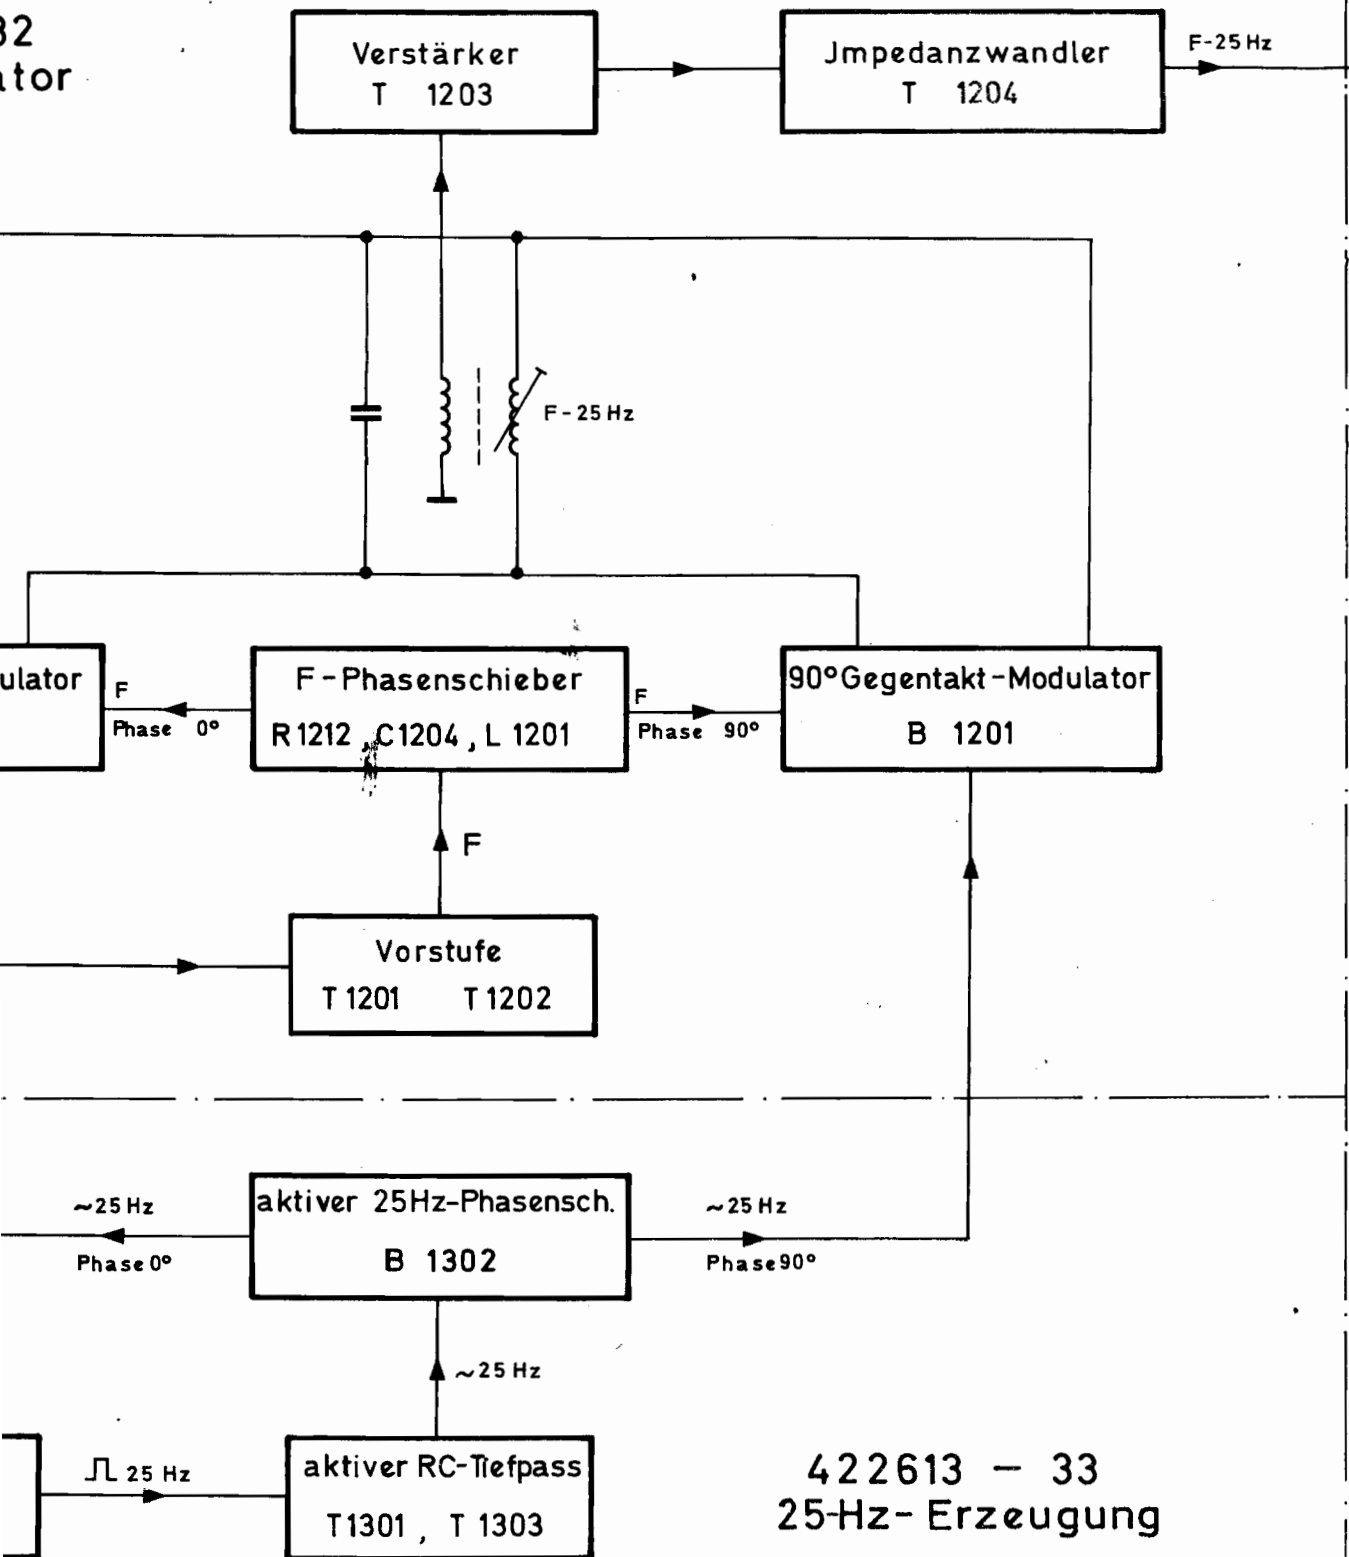 32
ator
Verstärker
T 1203
Jmpedanzwandler
T 1204
F-25 Hz
F-25 Hz
ulator
F
Phase 0°
F-Phasenschieber
R1212, C1204, L 1201
F
Phase 90°
90°Gegentakt-Modulator
B 1201
F
Vorstufe
T 1201 T 1202
~25 Hz
Phase 0°
aktiver 25Hz-Phasensch.
B 1302
~25 Hz
Phase 90°
~25 Hz
25 Hz
aktiver RC-Tiefpass
T1301, T 1303
422613 - 33
25-Hz-Erzeugung